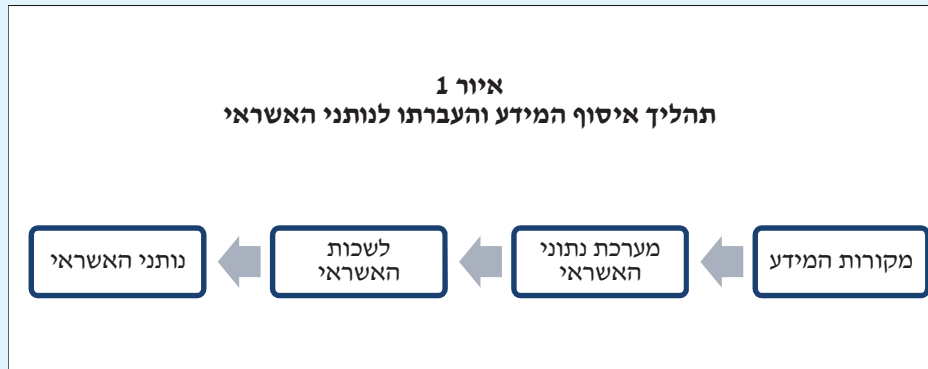 איור 1
תהליך איסוף המידע והעברתו לנותני האשראי
מקורות המידע
מערכת נתוני
האשראי
לשכות
האשראי
נותני האשראי